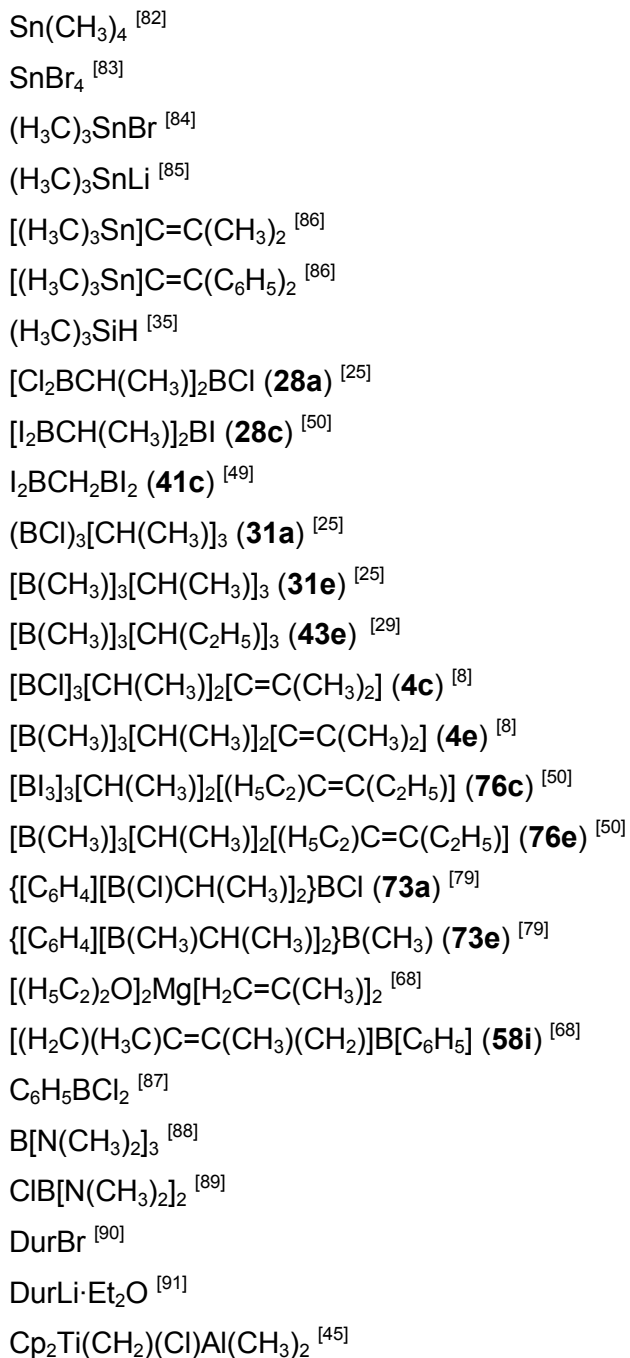 Sn(CH₃)₄ [82]
SnBr₄ [83]
(H₃C)₃SnBr [84]
(H₃C)₃SnLi [85]
[(H₃C)₃Sn]C=C(CH₃)₂ [86]
[(H₃C)₃Sn]C=C(C₆H₅)₂ [86]
(H₃C)₃SiH [35]
[Cl₂BCH(CH₃)]₂BCl (28a) [25]
[I₂BCH(CH₃)]₂BI (28c) [50]
I₂BCH₂BI₂ (41c) [49]
(BCl)₃[CH(CH₃)]₃ (31a) [25]
[B(CH₃)]₃[CH(CH₃)]₃ (31e) [25]
[B(CH₃)]₃[CH(C₂H₅)]₃ (43e) [29]
[BCl]₃[CH(CH₃)]₂[C=C(CH₃)₂] (4c) [8]
[B(CH₃)]₃[CH(CH₃)]₂[C=C(CH₃)₂] (4e) [8]
[BI₃]₃[CH(CH₃)]₂[(H₅C₂)C=C(C₂H₅)] (76c) [50]
[B(CH₃)]₃[CH(CH₃)]₂[(H₅C₂)C=C(C₂H₅)] (76e) [50]
{[C₆H₄][B(Cl)CH(CH₃)]₂}BCl (73a) [79]
{[C₆H₄][B(CH₃)CH(CH₃)]₂}B(CH₃) (73e) [79]
[(H₅C₂)₂O]₂Mg[H₂C=C(CH₃)]₂ [68]
[(H₂C)(H₃C)C=C(CH₃)(CH₂)]B[C₆H₅] (58i) [68]
C₆H₅BCl₂ [87]
B[N(CH₃)₂]₃ [88]
ClB[N(CH₃)₂]₂ [89]
DurBr [90]
DurLi·Et₂O [91]
Cp₂Ti(CH₂)(Cl)Al(CH₃)₂ [45]